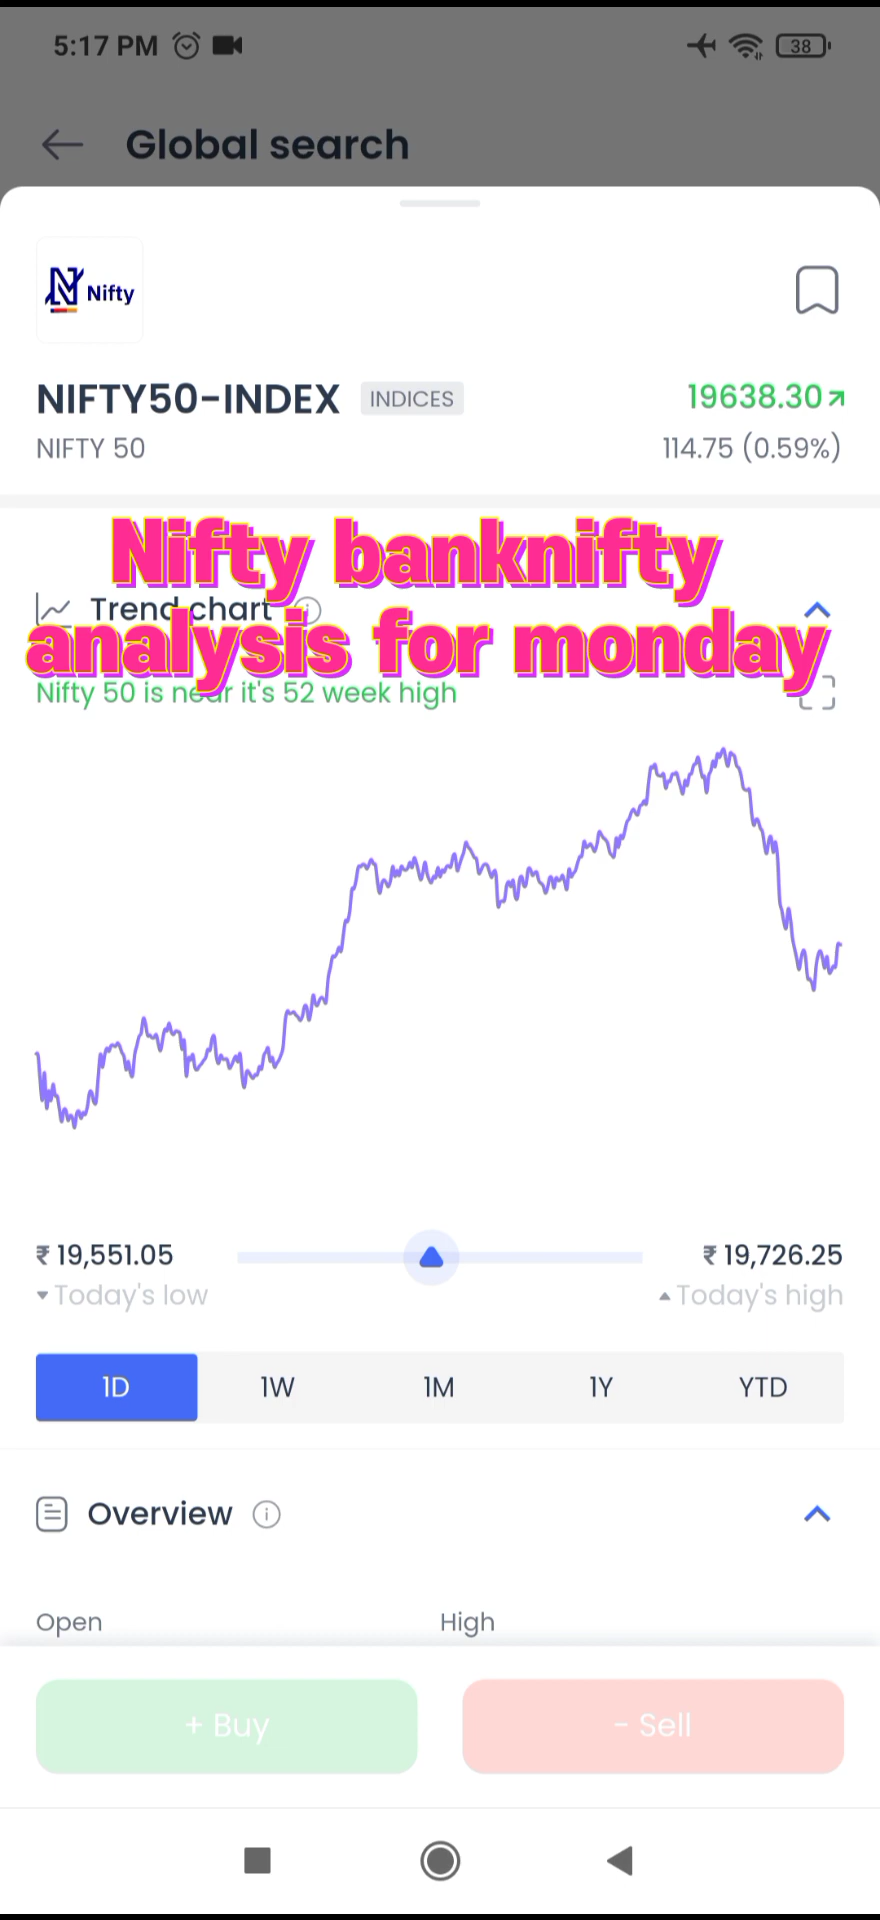 5:17 PM
38
Global search
Nifty
NIFTY50-INDEX INDICES 19638.30
NIFTY 50 114.75 (0.59%)
Nifty banknifty
Trend chart
analysis for monday
Nifty 50 is near it's 52 week high
₹ 19,551.05 ₹ 19,726.25
Today's low Today's high
1D 1W 1M 1Y YTD
Overview
Open High
+ Buy - Sell